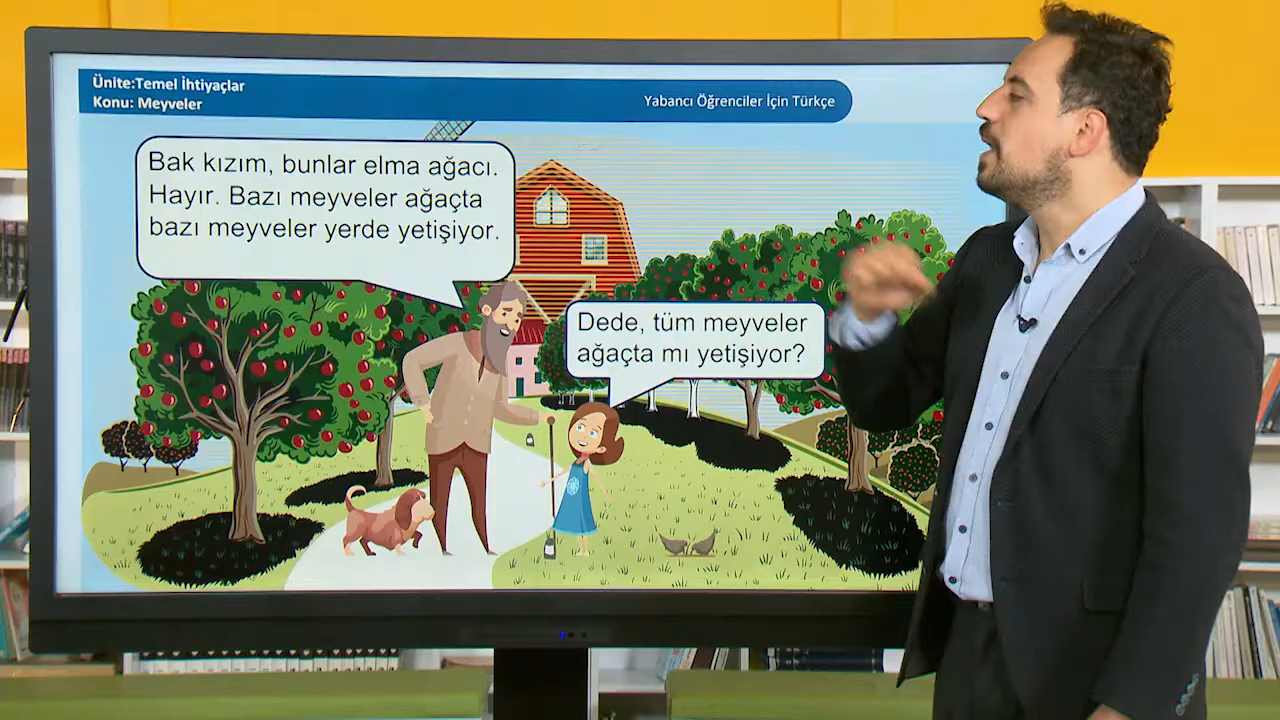 Ünite:Temel İhtiyaçlar
Konu: Meyveler
Yabancı Öğrenciler İçin Türkçe
Bak kızım, bunlar elma ağacı.
Hayır. Bazı meyveler ağaçta
bazı meyveler yerde yetişiyor.
Dede, tüm meyveler
ağaçta mı yetişiyor?